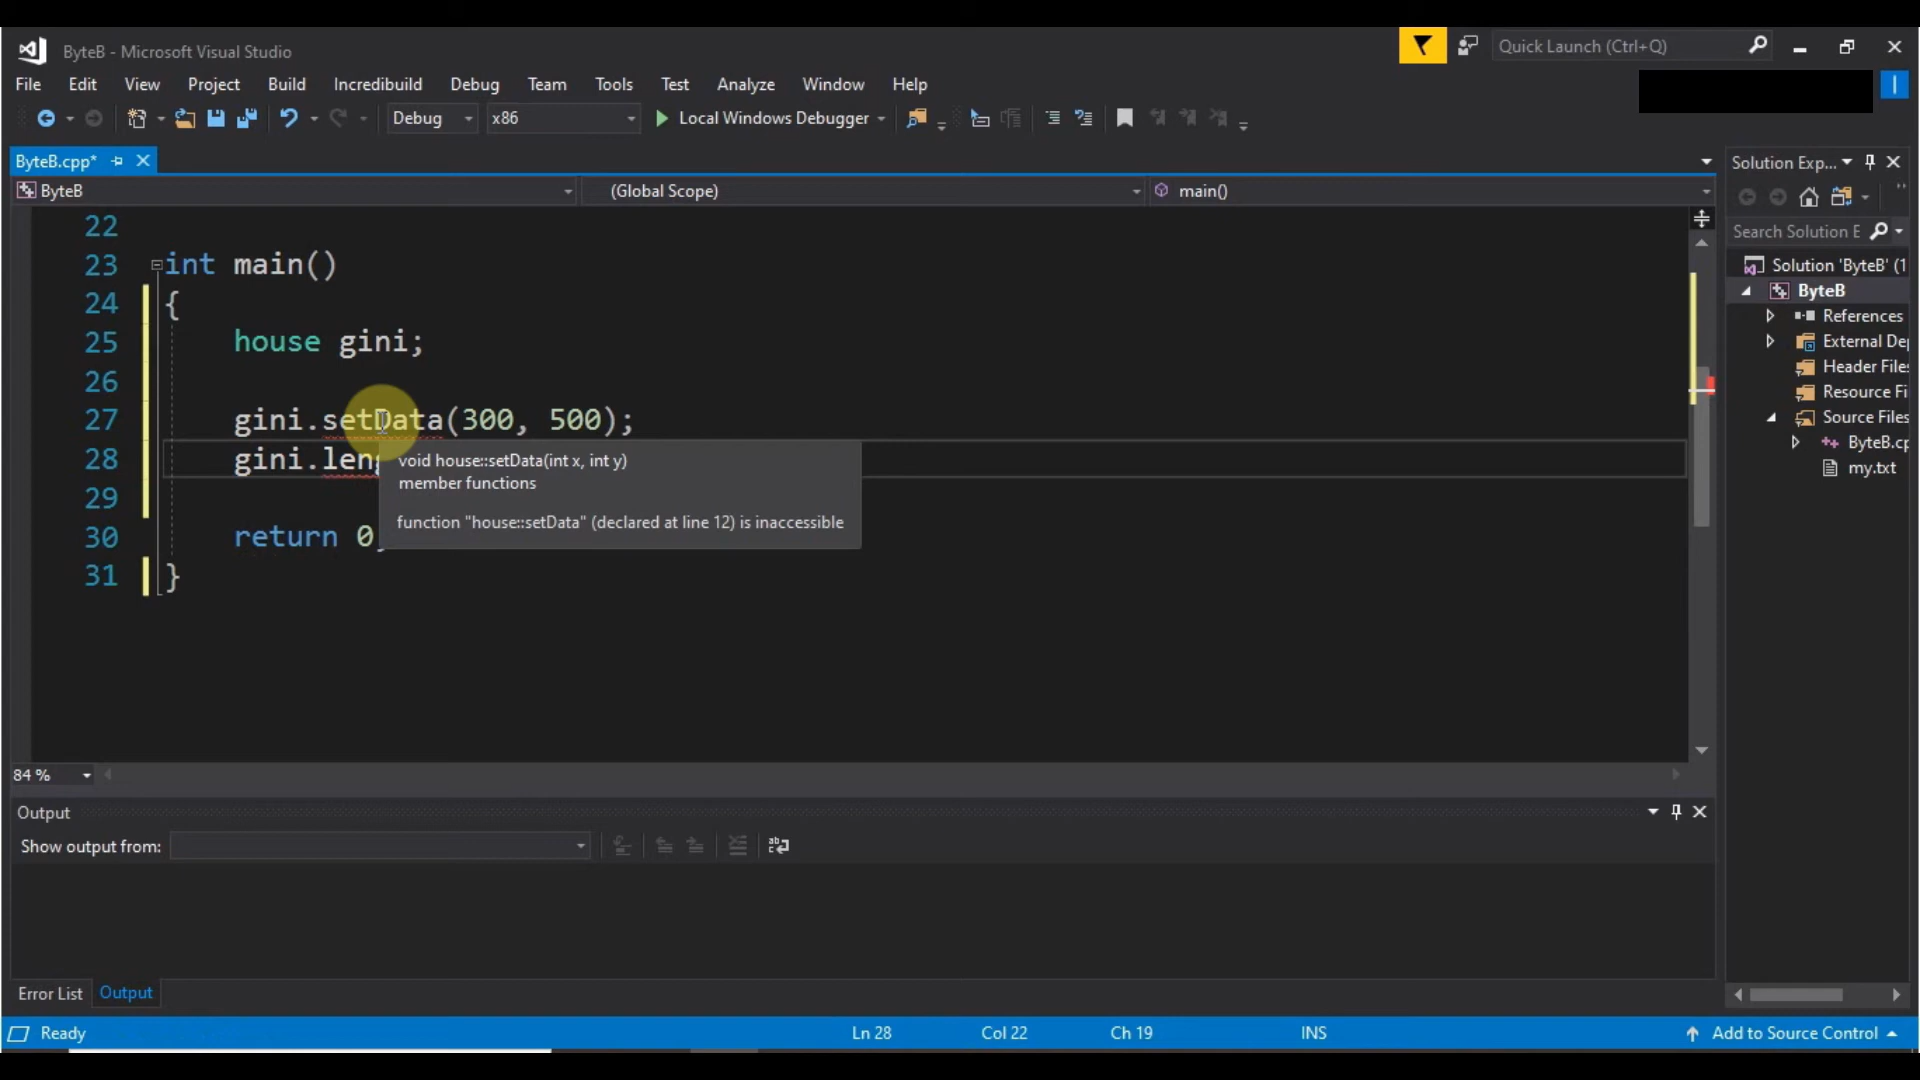 ByteB - Microsoft Visual Studio
Quick Launch (Ctrl+Q)
File Edit View Project Build Incredibuild Debug Team Tools Test Analyze Window Help
Debug x86 Local Windows Debugger
ByteB.cpp*
Solution Exp...
ByteB (Global Scope) main()
Search Solution E
22
23 int main()
24 {
25 house gini;
26
27 gini.setData(300, 500);
28 gini.leng
void house::setData(int x, int y)
member functions
function "house::setData" (declared at line 12) is inaccessible
29
30 return 0;
31 }
Solution 'ByteB' (1
ByteB
References
External De
Header File
Resource Fi
Source Files
ByteB.c
my.txt
84 %
Output
Show output from:
Error List Output
Ready Ln 28 Col 22 Ch 19 INS Add to Source Control